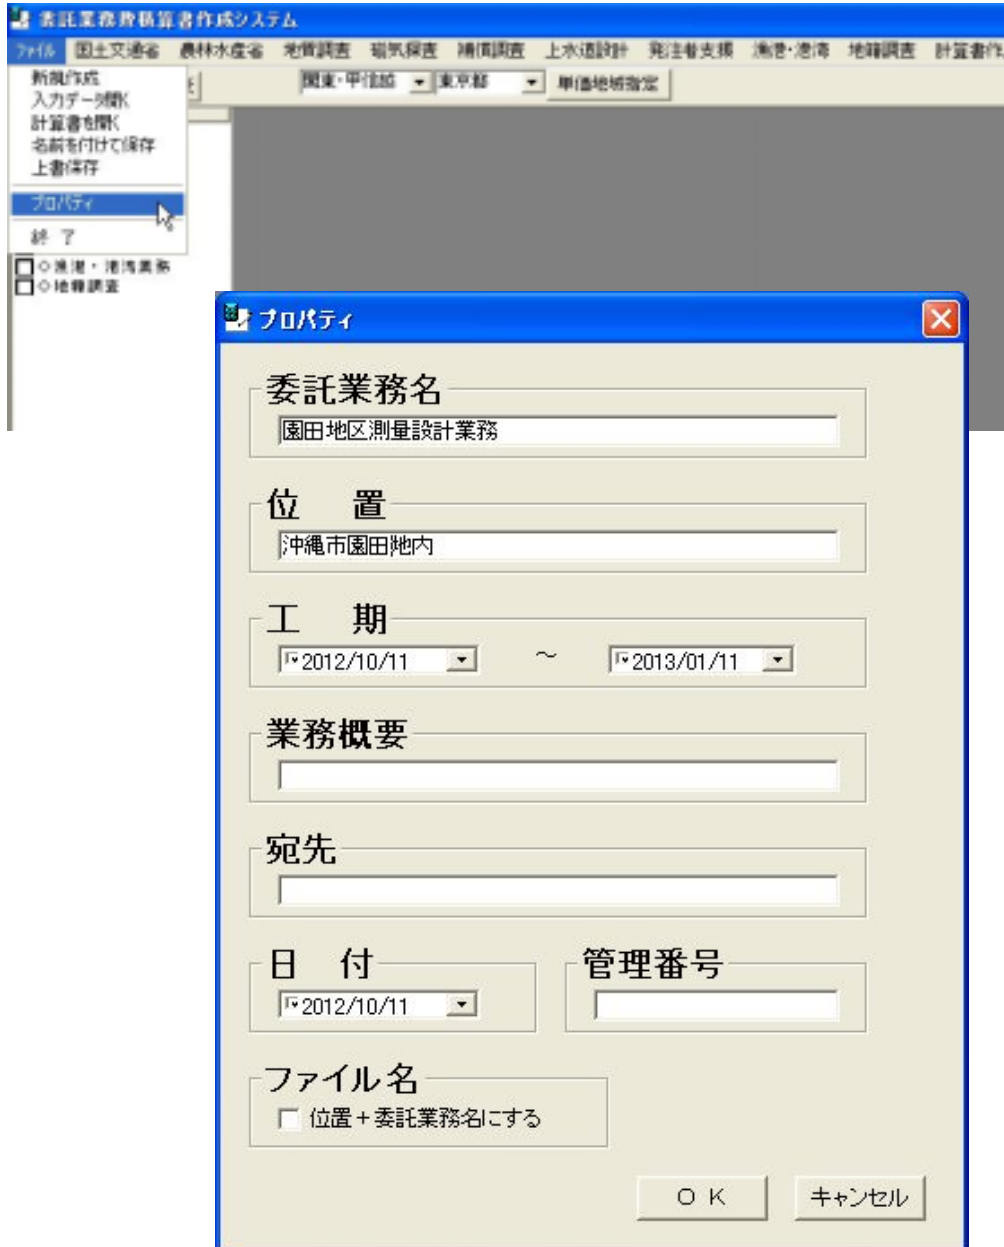 委託業務費積算書作成システム
ファイル 国土交通省 農林水産省 地質調査 磁気探査 補償調査 上水道設計 発注者支援 漁港・港湾 地籍調査 計算書作
新規作成
関東・甲信越 東京都 単価地域指定
入力データ開く
計算書を開く
名前を付けて保存
上書保存
プロパティ
終 了
◇漁港・港湾業務
◇地籍調査
プロパティ
委託業務名
園田地区測量設計業務
位 置
沖縄市園田地内
工 期
2012/10/11 ～ 2013/01/11
業務概要
宛先
日 付 管理番号
2012/10/11
ファイル名
位置+委託業務名にする
ＯＫ キャンセル